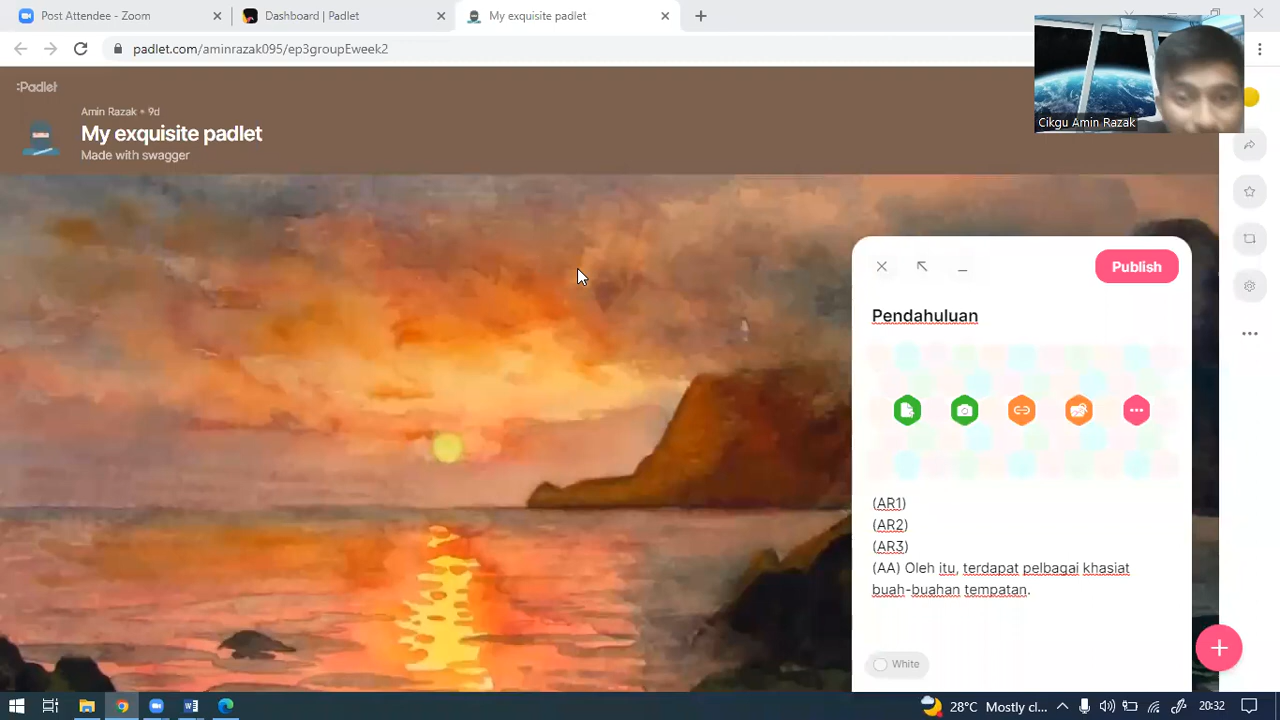 Post Attendee - Zoom
Dashboard | Padlet
My exquisite padlet
padlet.com/aminrazak095/ep3groupEweek2
:Padlet
Amin Razak • 9d
My exquisite padlet
Made with swagger
Cikgu Amin Razak
Publish
Pendahuluan
(AR1)
(AR2)
(AR3)
(AA) Oleh itu, terdapat pelbagai khasiat
buah-buahan tempatan.
White
28°C Mostly cl...
20:32